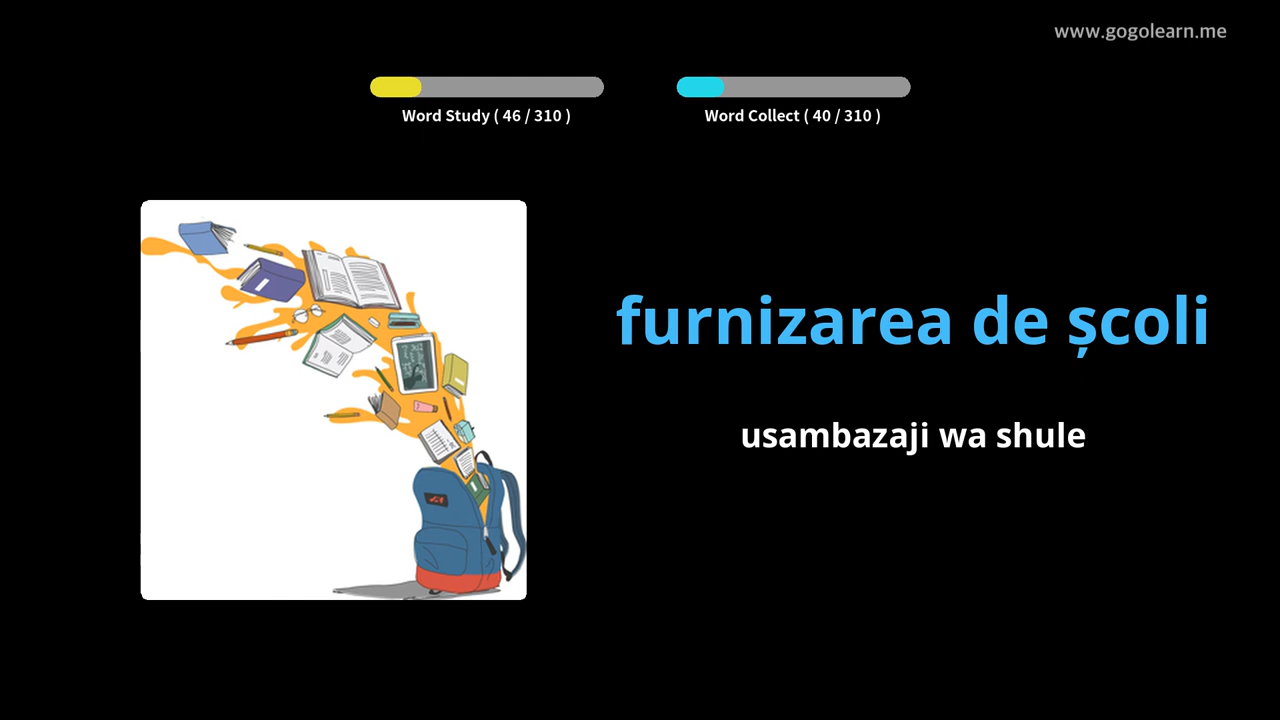 www.gogolearn.me
Word Study ( 46 / 310 )
Word Collect ( 40 / 310 )
furnizarea de școli
usambazaji wa shule